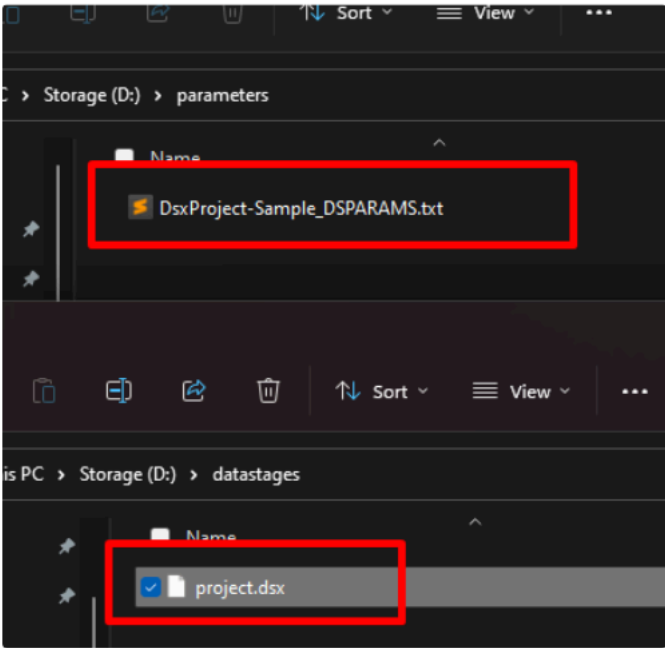 Sort View
C > Storage (D:) > parameters
Name
DsxProject-Sample_DSPARAMS.txt
Sort View
is PC > Storage (D:) > datastages
Name
project.dsx